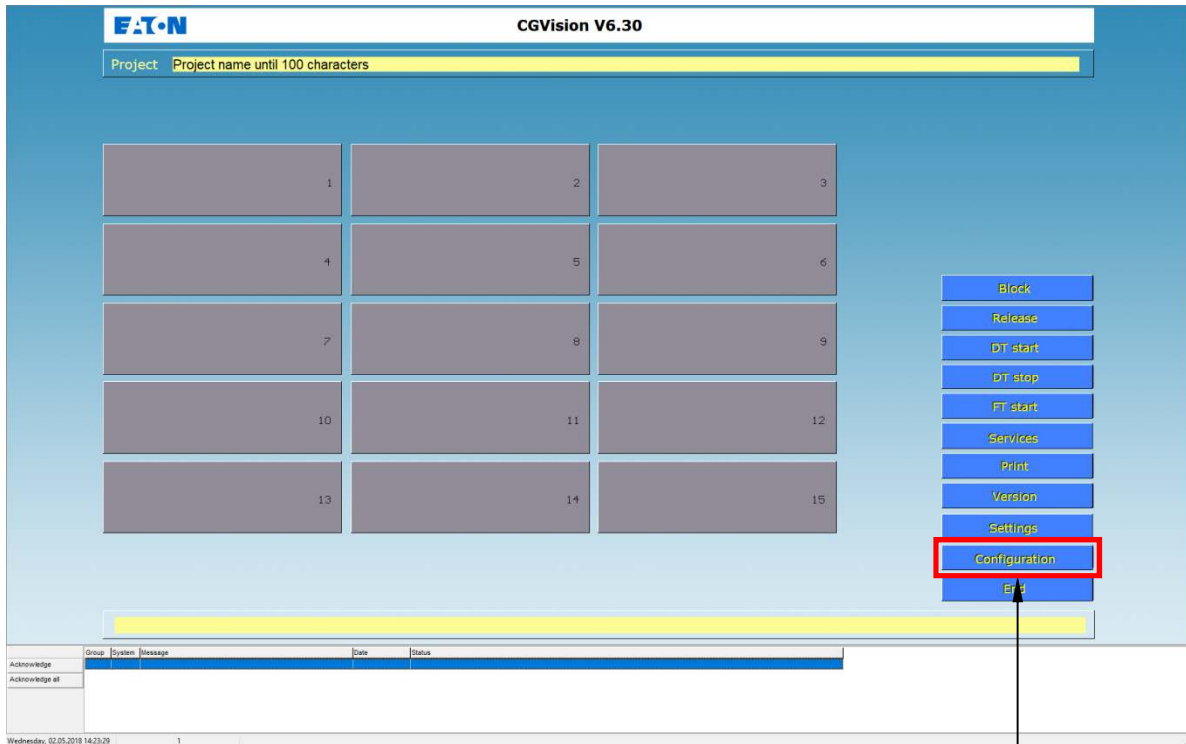 EATON
CGVision V6.30
Project Project name until 100 characters
1 2 3
4 5 6
7 8 9
10 11 12
13 14 15
Block
Release
DT start
DT stop
FT start
Services
Print
Version
Settings
Configuration
End
Group System Message Date Status
Acknowledge
Acknowledge all
Wednesday, 02.05.2018 14:23:29 1